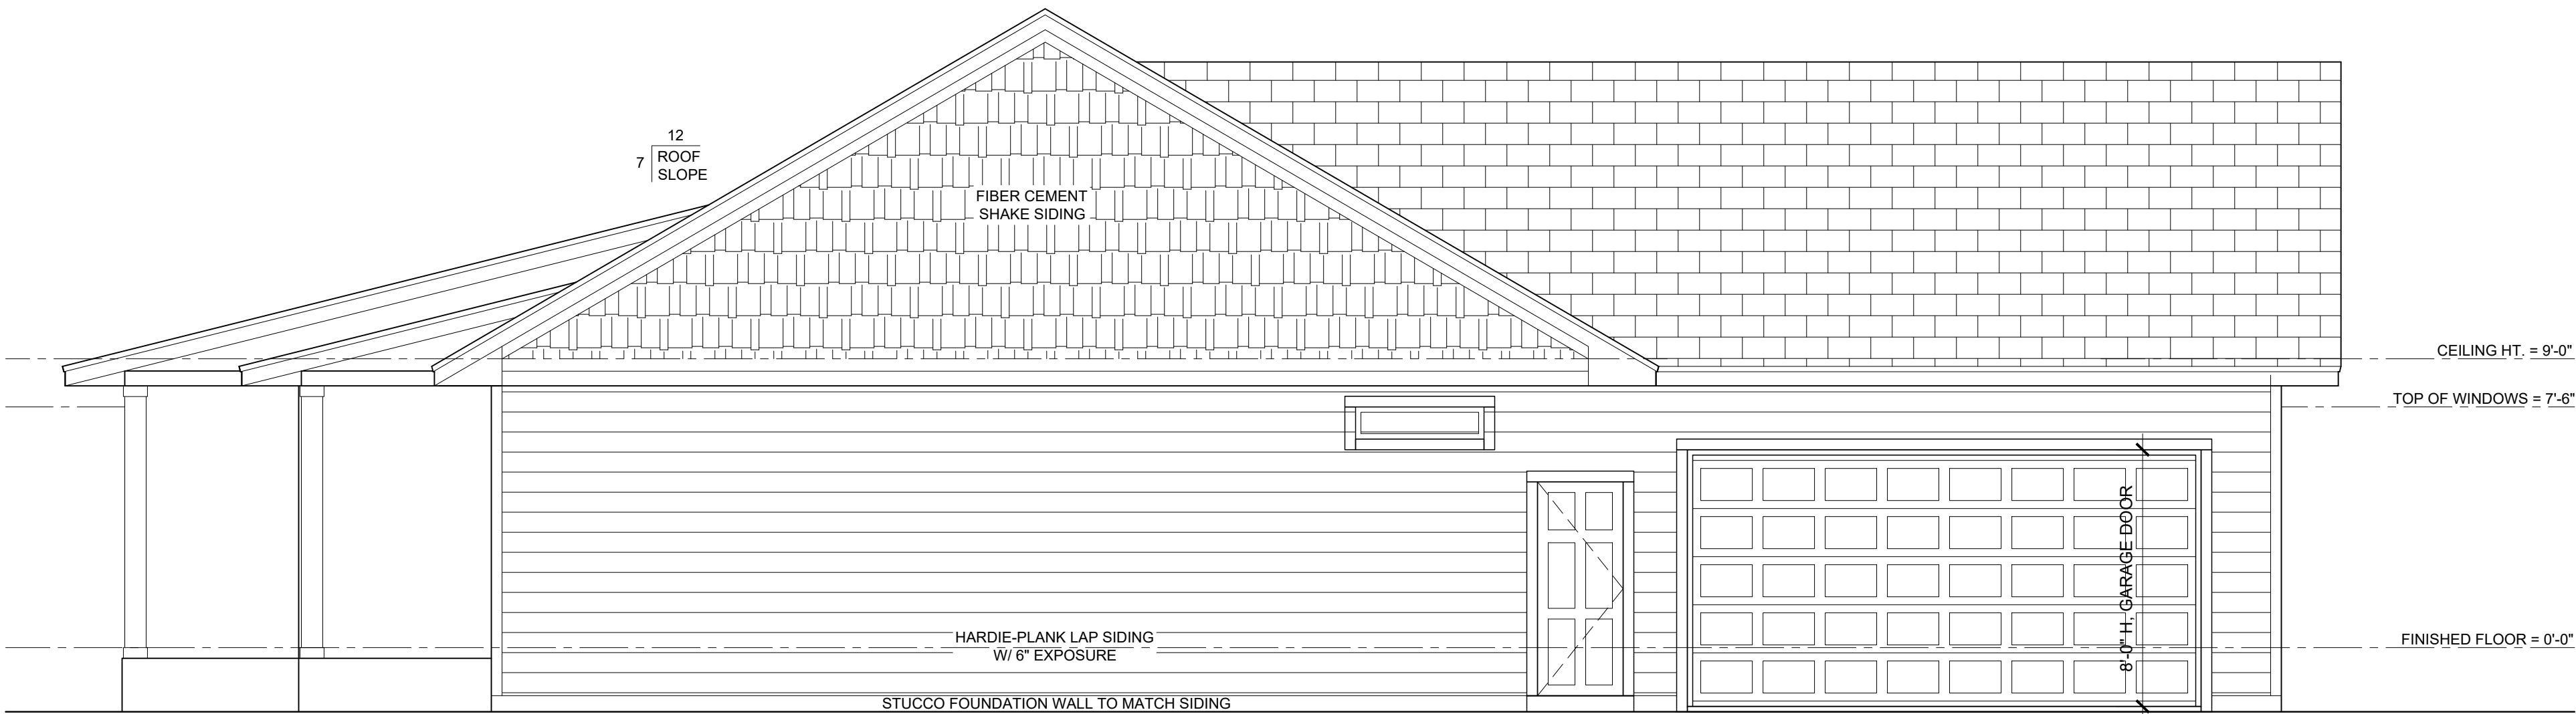 12
7
ROOF
SLOPE
FIBER CEMENT
SHAKE SIDING
CEILING HT. = 9'-0"
TOP OF WINDOWS = 7'-6"
8'-0" H, GARAGE DOOR
HARDIE-PLANK LAP SIDING
W/ 6" EXPOSURE
FINISHED FLOOR = 0'-0"
STUCCO FOUNDATION WALL TO MATCH SIDING